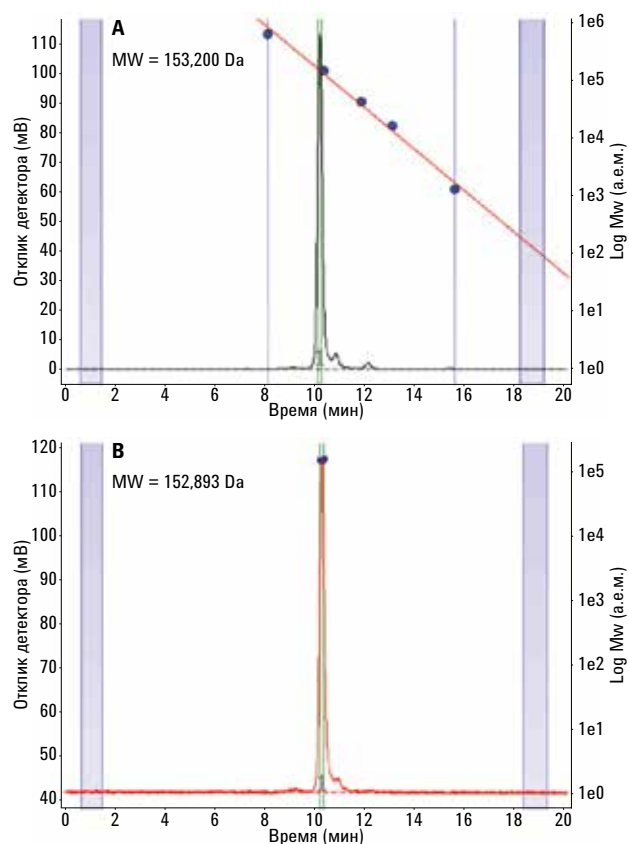 A
MW = 153,200 Da
Отклик детектора (мВ)
110
100
90
80
70
60
50
40
30
20
10
0
1e6
1e5
1e4
1e3
1e2
1e1
1e0
Log Mw (а.е.м.)
0 2 4 6 8 10 12 14 16 18 20
Время (мин)
B
MW = 152,893 Da
Отклик детектора (мВ)
120
110
100
90
80
70
60
50
40
1e5
1e4
1e3
1e2
1e1
1e0
Log Mw (а.е.м.)
0 2 4 6 8 10 12 14 16 18 20
Время (мин)